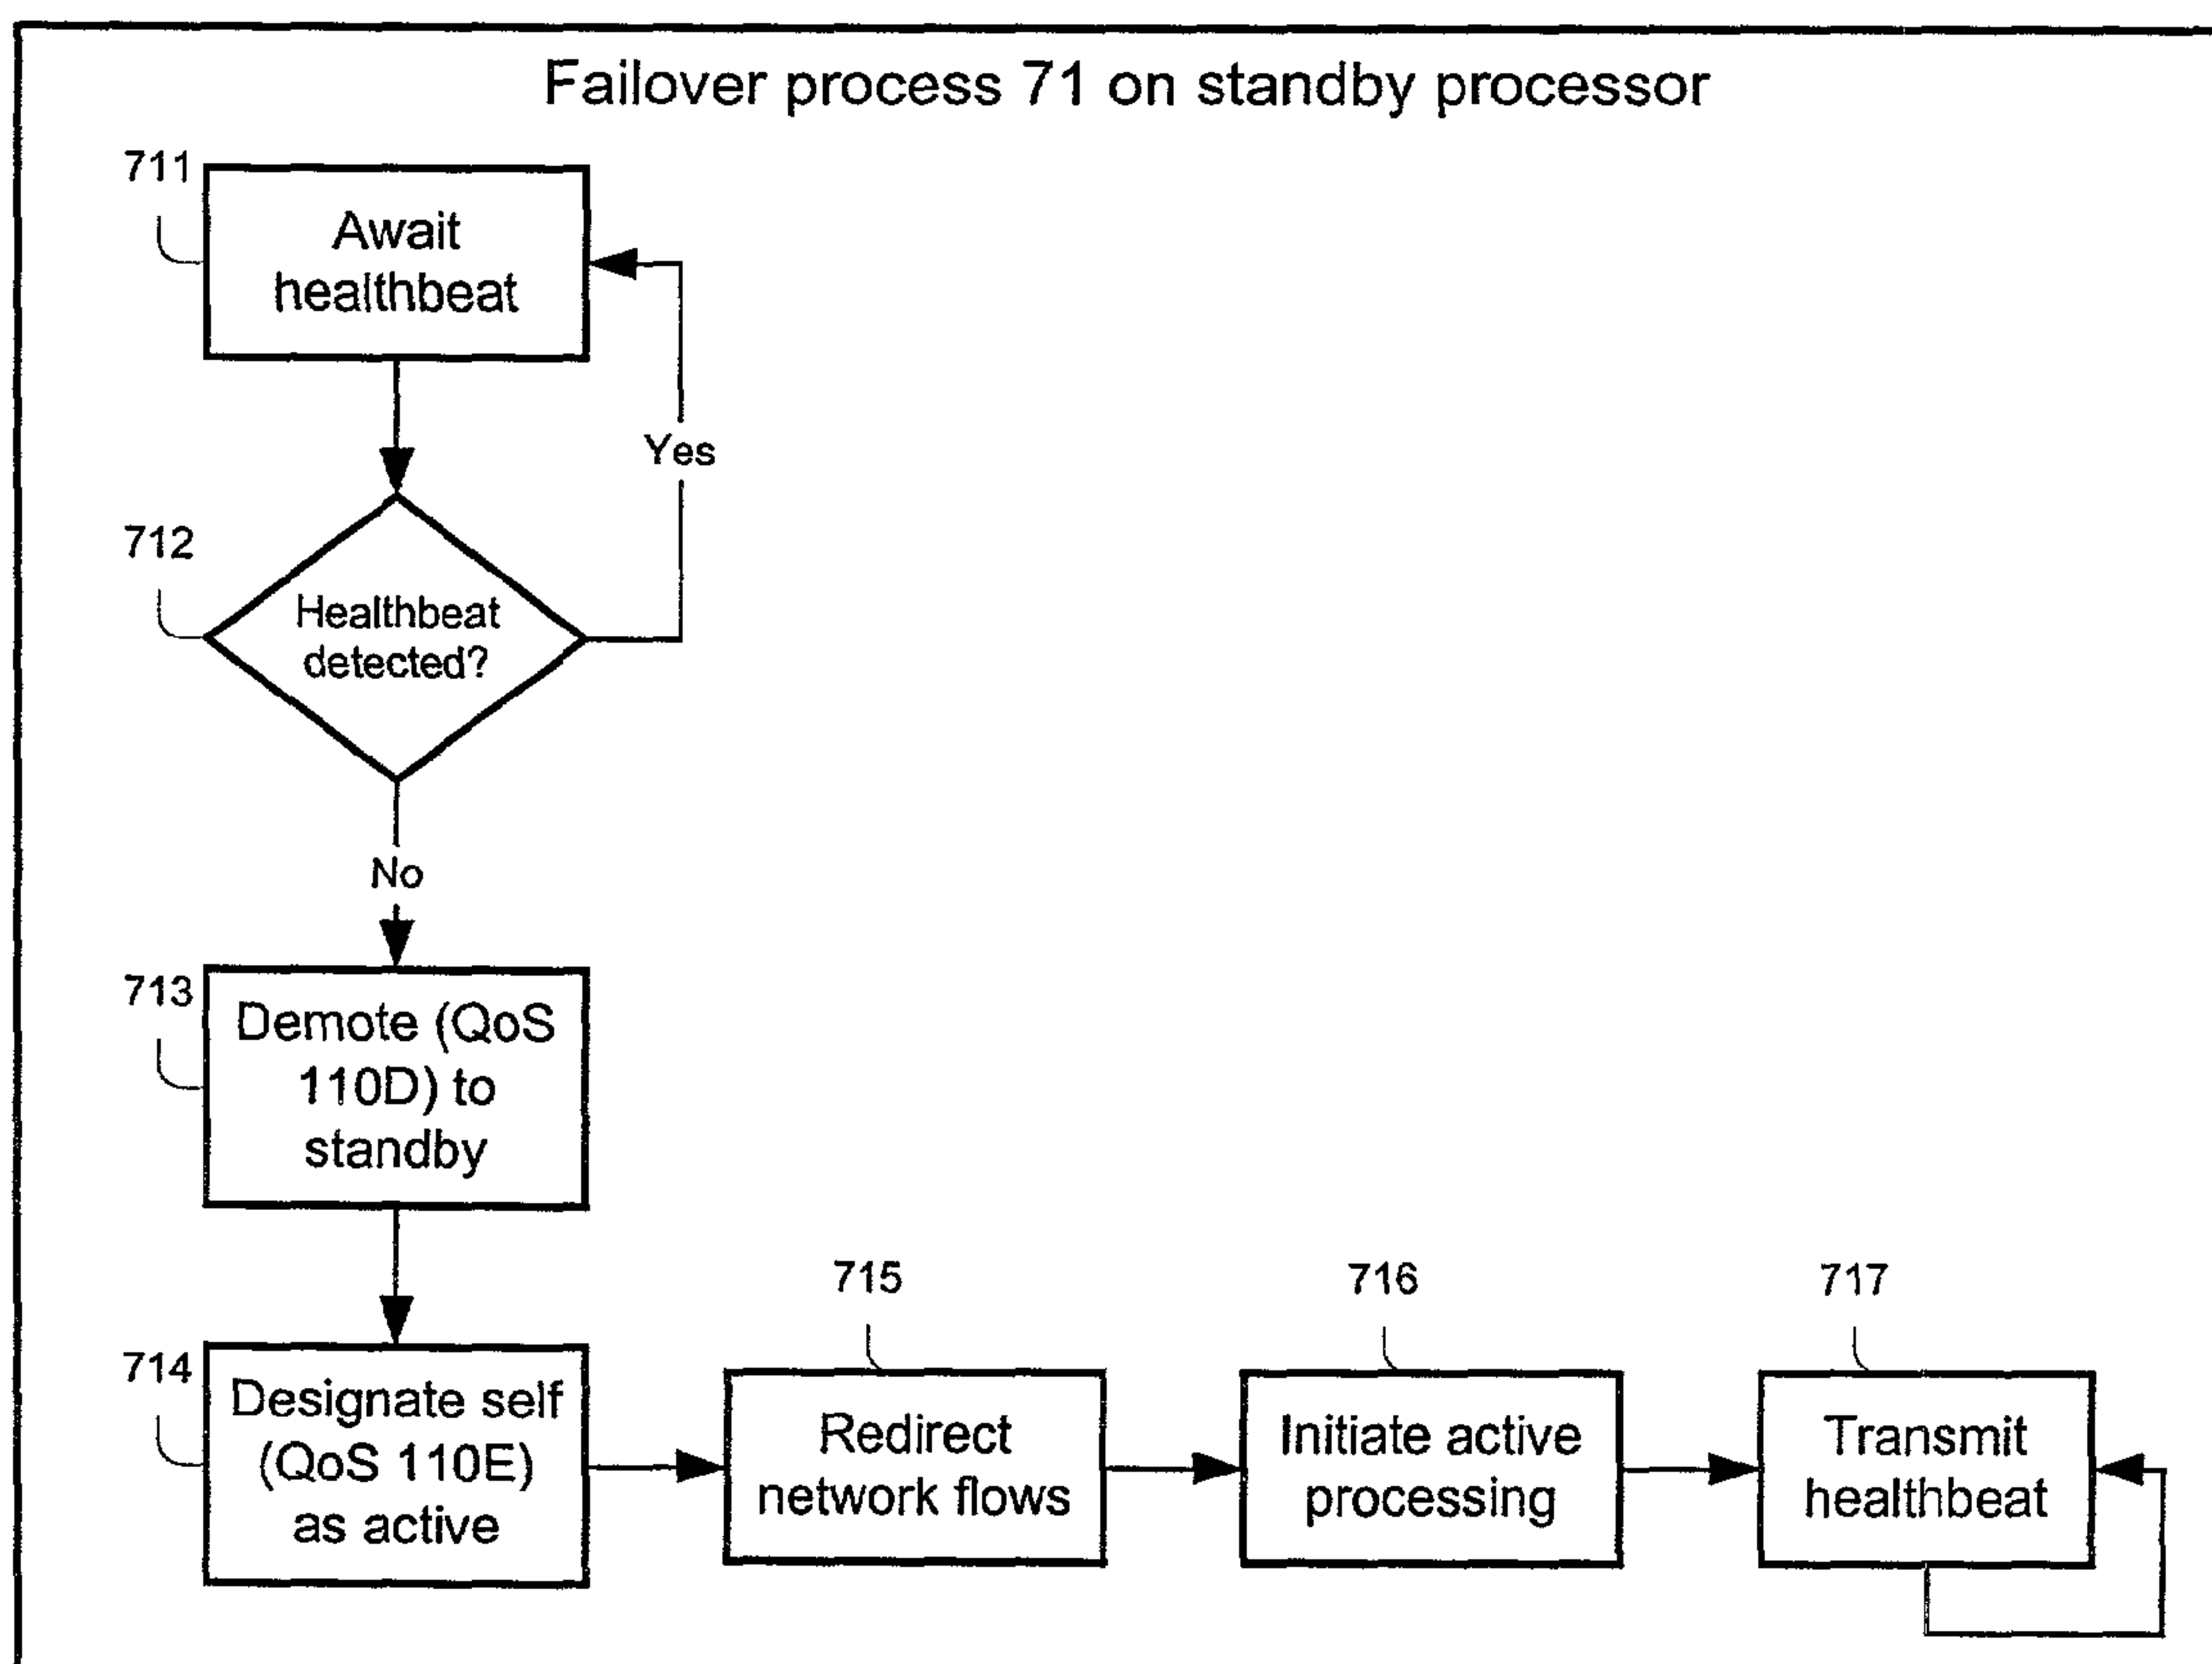 Failover process 71 on standby processor
711
Await
healthbeat
Yes
712
Healthbeat
detected?
No
713
Demote (QoS
110D) to
standby
714
Designate self
(QoS 110E)
as active
715
Redirect
network flows
716
Initiate active
processing
717
Transmit
healthbeat